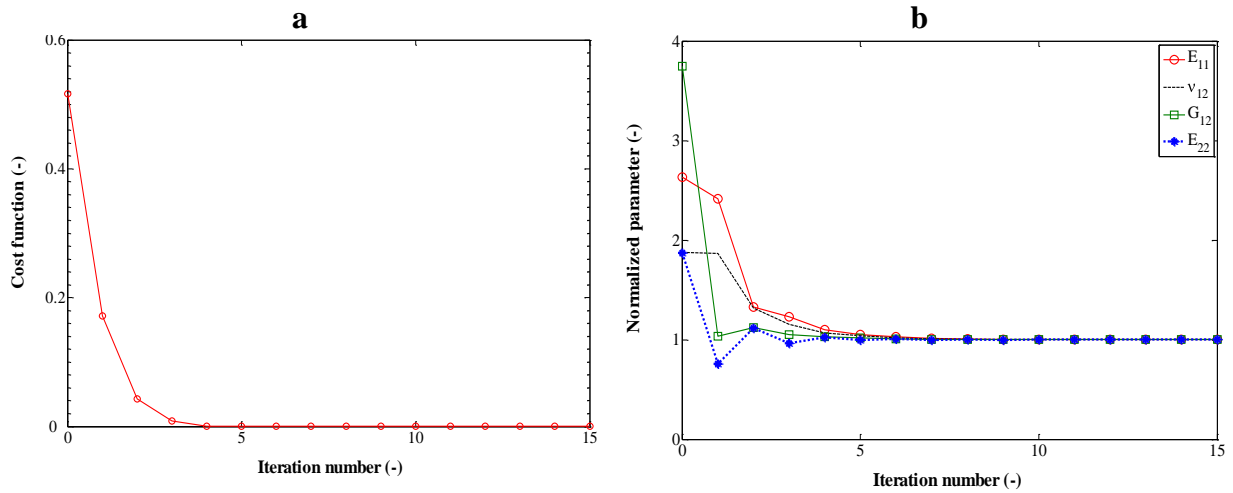 a
0.6
0.4
0.2
0
0
5
10
15
Cost function (-)
Iteration number (-)
b
4
3
2
1
0
0
5
10
15
Normalized parameter (-)
Iteration number (-)
E11
ν12
G12
E22